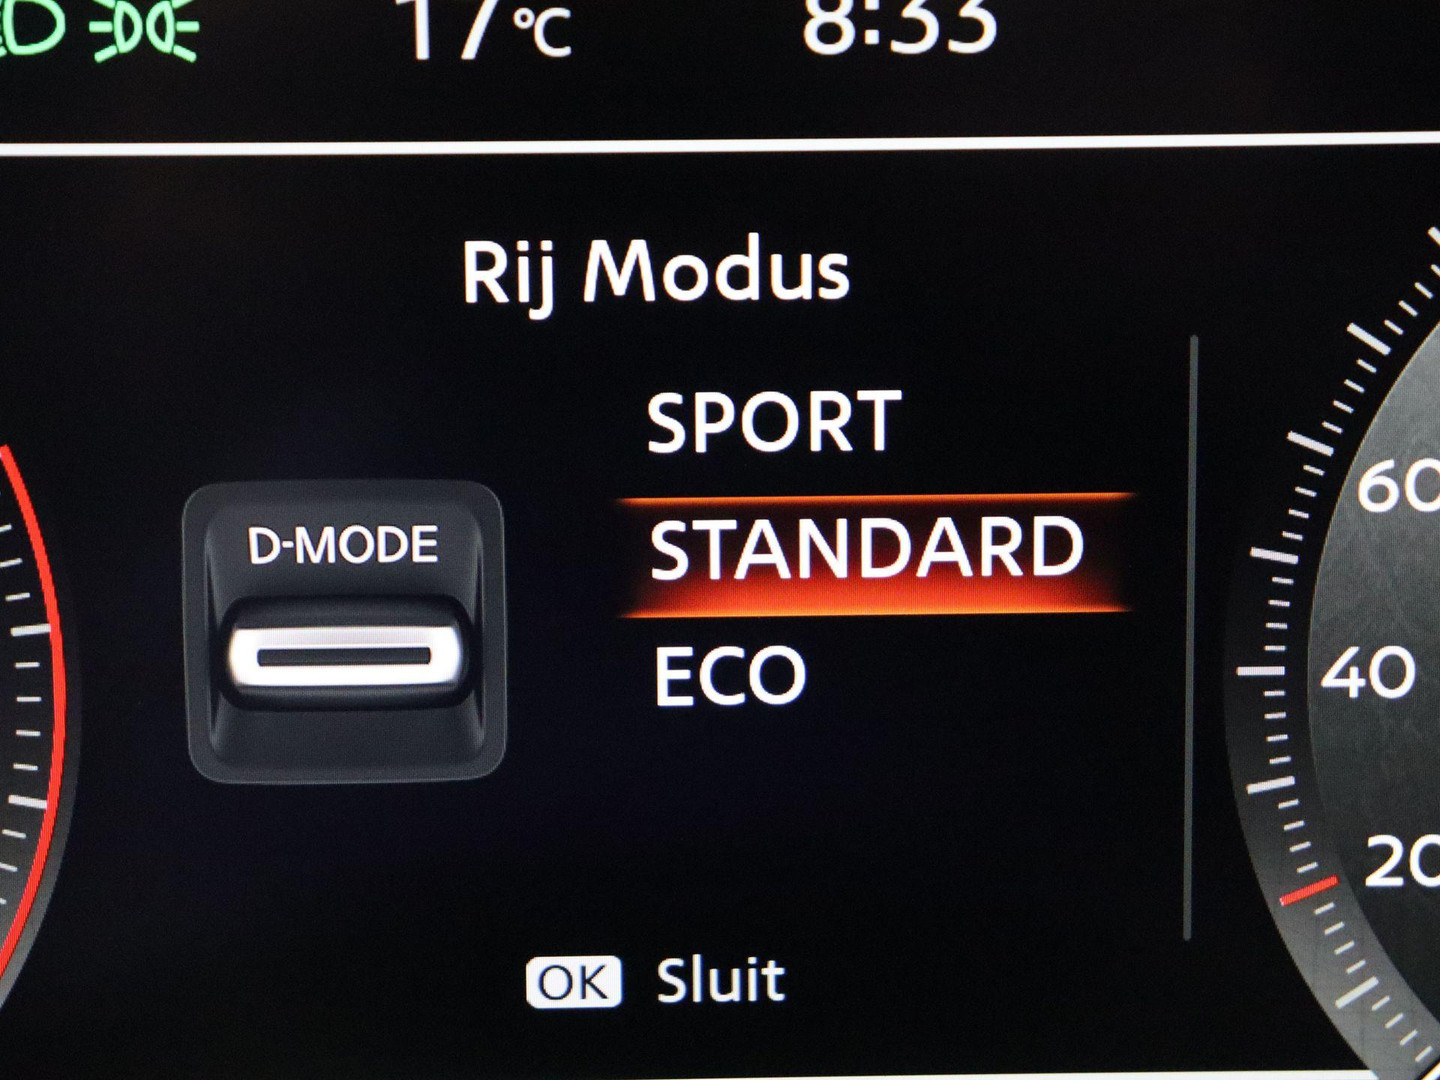 17°C 8:33
Rij Modus
SPORT
D-MODE
STANDARD
ECO
60
40
20
OK Sluit